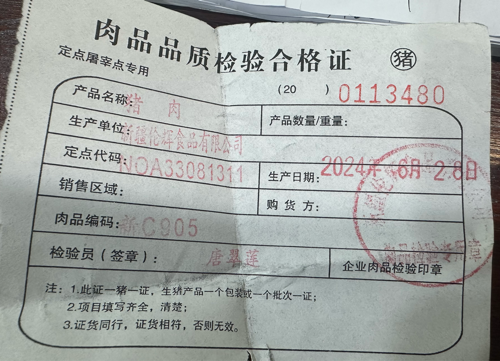 肉品品质检验合格证 猪
定点屠宰点专用
(20 ) 0113480
产品名称: 猪肉
产品数量/重量:
生产单位: 新疆伦辉食品有限公司
定点代码: NOA33081311
生产日期: 2024年 6月28日
销售区域:
购 货 方:
肉品编码: 新C905
检验员（签章）: 唐翠莲
企业肉品检验印章
注: 1.此证一猪一证，生猪产品一个包装或一个批次一证;
2.项目填写齐全，清楚;
3.证货同行，证货相符，否则无效。